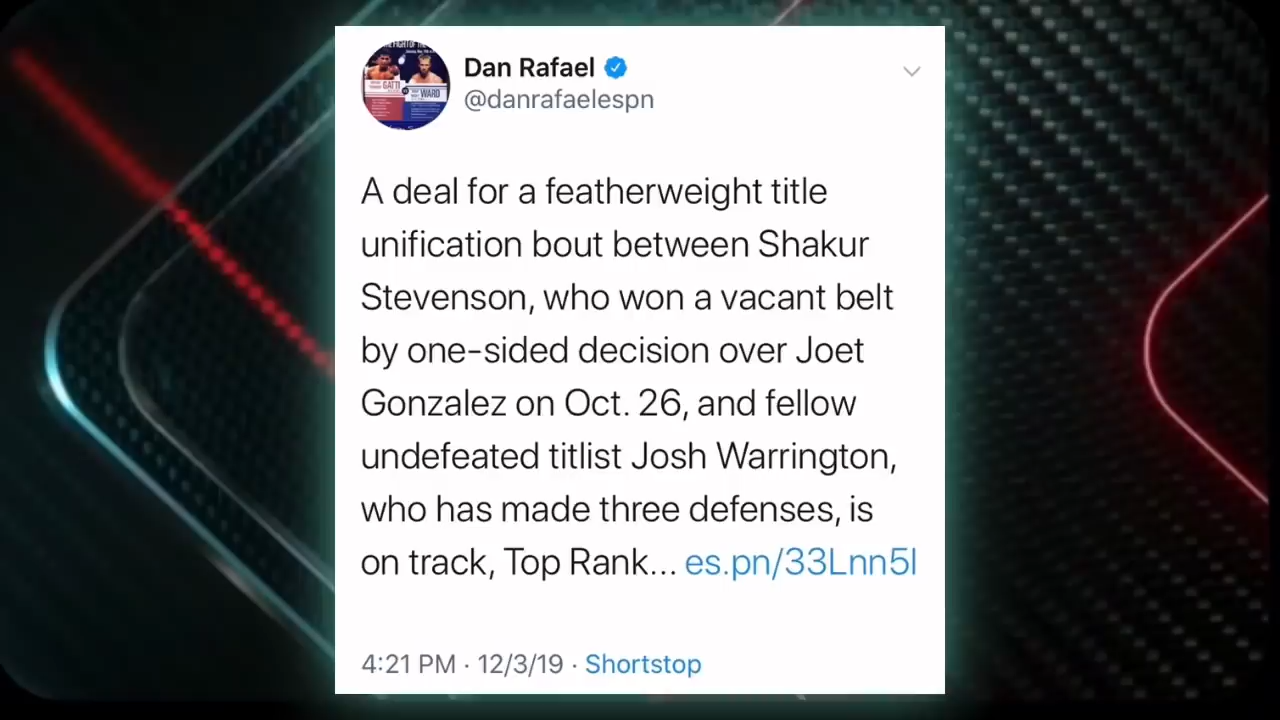 Dan Rafael
@danrafaelespn
A deal for a featherweight title
unification bout between Shakur
Stevenson, who won a vacant belt
by one-sided decision over Joet
Gonzalez on Oct. 26, and fellow
undefeated titlist Josh Warrington,
who has made three defenses, is
on track, Top Rank... es.pn/33Lnn5l
4:21 PM · 12/3/19 · Shortstop
GATTI
WARD